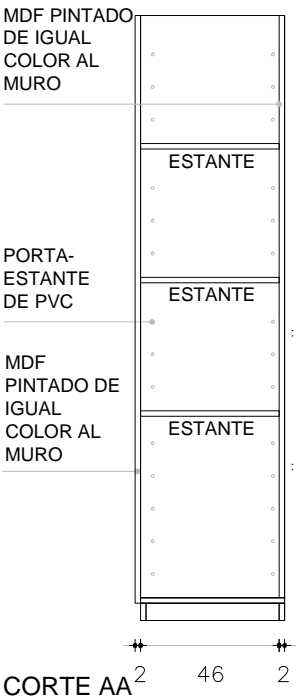 MDF PINTADO
DE IGUAL
COLOR AL
MURO
ESTANTE
PORTA-
ESTANTE
DE PVC
ESTANTE
MDF
PINTADO DE
IGUAL
COLOR AL
MURO
ESTANTE
2 46 2
CORTE AA